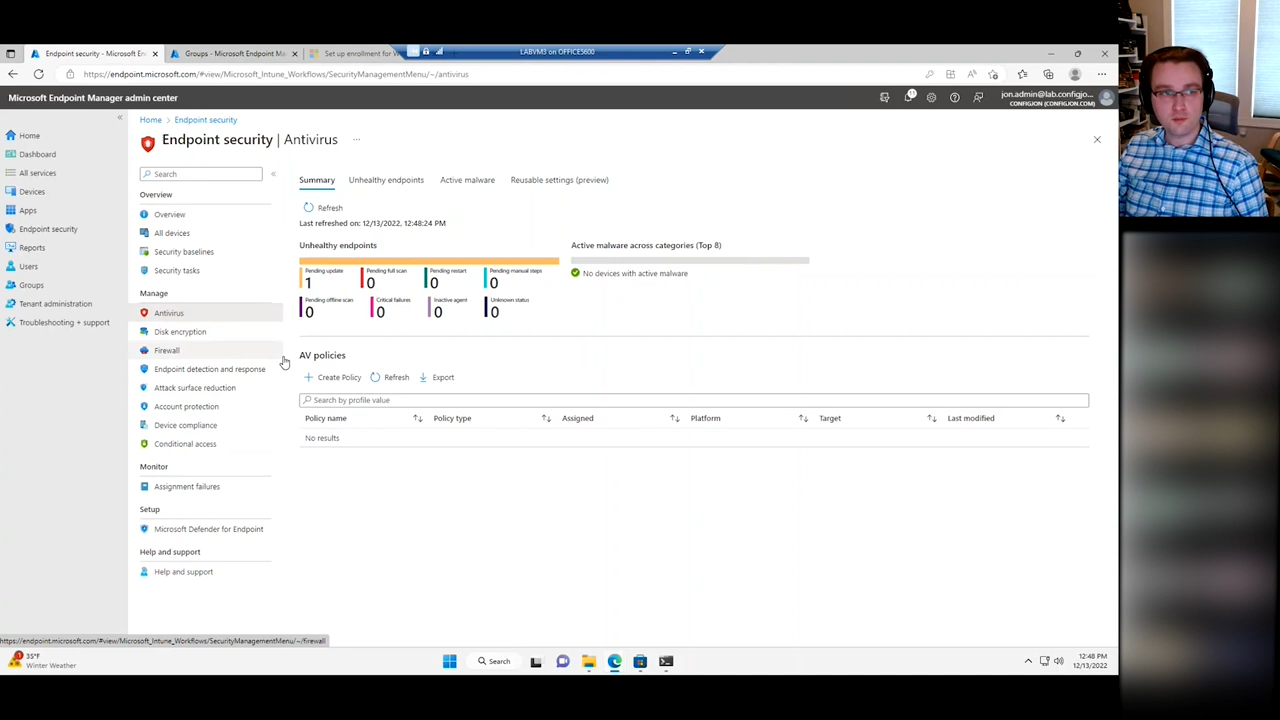 LABVM3 on OFFICE5600
Endpoint security - Microsoft En
Groups - Microsoft Endpoint M
Set up enrollment for W
https://endpoint.microsoft.com/#view/Microsoft_Intune_Workflows/SecurityManagementMenu/~/antivirus
Microsoft Endpoint Manager admin center
11
jon.admin@lab.configjo...
CONFIGJON (CONFIGJON.COM)
Home
Dashboard
All services
Devices
Apps
Endpoint security
Reports
Users
Groups
Tenant administration
Troubleshooting + support
Home > Endpoint security
Endpoint security | Antivirus ...
Search
Overview
Overview
All devices
Security baselines
Security tasks
Manage
Antivirus
Disk encryption
Firewall
Endpoint detection and response
Attack surface reduction
Account protection
Device compliance
Conditional access
Monitor
Assignment failures
Setup
Microsoft Defender for Endpoint
Help and support
Help and support
Summary Unhealthy endpoints Active malware Reusable settings (preview)
Refresh
Last refreshed on: 12/13/2022, 12:48:24 PM
Unhealthy endpoints
Pending update
1
Pending full scan
0
Pending restart
0
Pending manual steps
0
Pending offline scan
0
Critical failures
0
Inactive agent
0
Unknown status
0
Active malware across categories (Top 8)
No devices with active malware
AV policies
Create Policy Refresh Export
Search by profile value
Policy name Policy type Assigned Platform Target Last modified
No results
https://endpoint.microsoft.com/#view/Microsoft_Intune_Workflows/SecurityManagementMenu/~/firewall
35°F
Winter Weather
Search
12:48 PM
12/13/2022